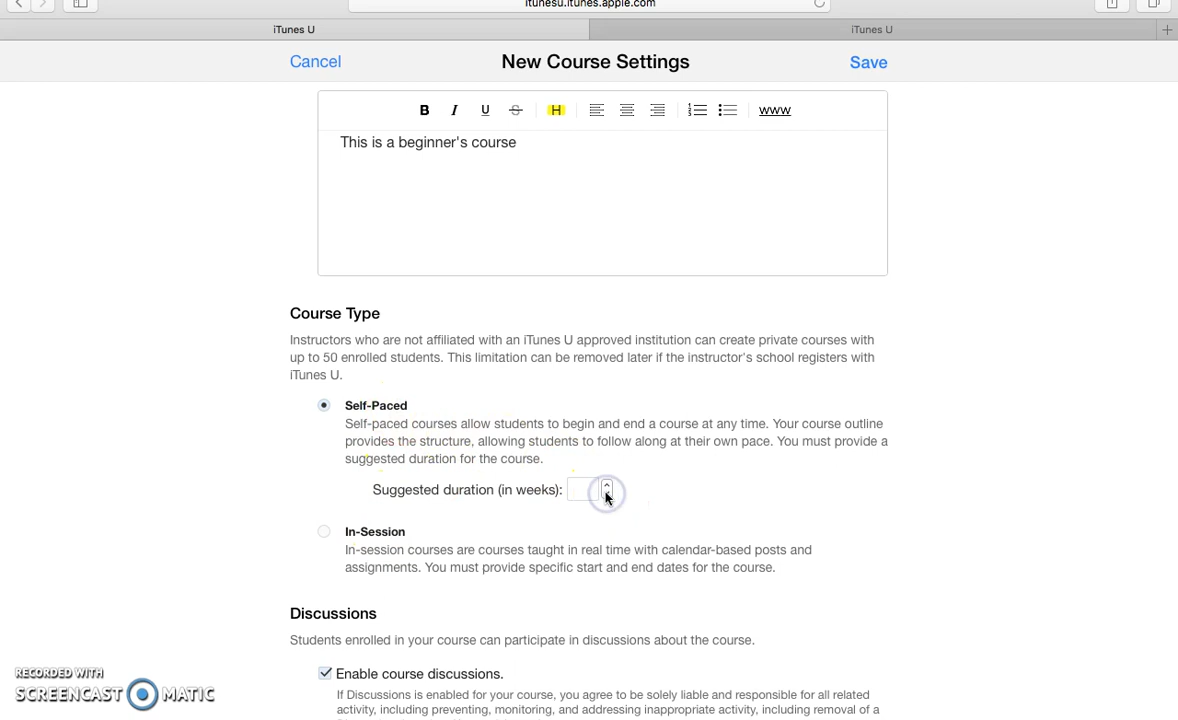 itunesu.itunes.apple.com
iTunes U
iTunes U
Cancel
New Course Settings
Save
B I U S H www
This is a beginner's course
Course Type
Instructors who are not affiliated with an iTunes U approved institution can create private courses with
up to 50 enrolled students. This limitation can be removed later if the instructor's school registers with
iTunes U.
Self-Paced
Self-paced courses allow students to begin and end a course at any time. Your course outline
provides the structure, allowing students to follow along at their own pace. You must provide a
suggested duration for the course.
Suggested duration (in weeks):
In-Session
In-session courses are courses taught in real time with calendar-based posts and
assignments. You must provide specific start and end dates for the course.
Discussions
Students enrolled in your course can participate in discussions about the course.
Enable course discussions.
If Discussions is enabled for your course, you agree to be solely liable and responsible for all related
activity, including preventing, monitoring, and addressing inappropriate activity, including removal of a
RECORDED WITH
SCREENCAST MATIC